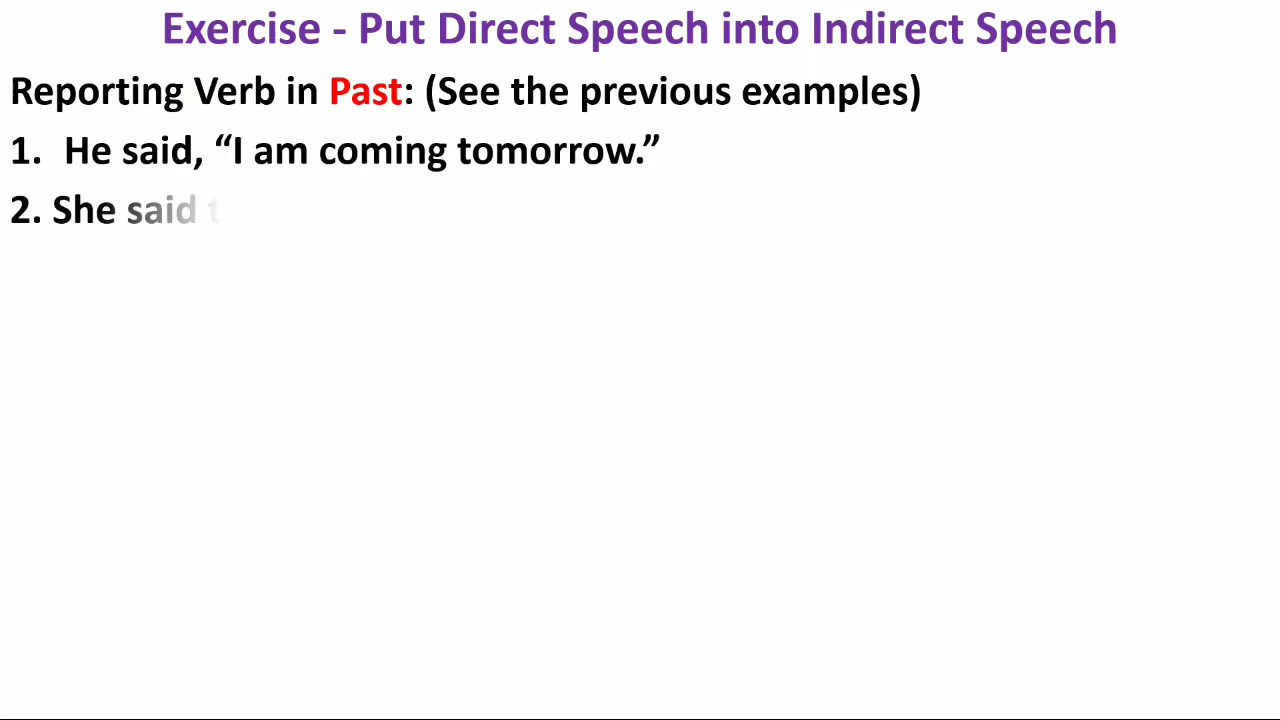 Exercise - Put Direct Speech into Indirect Speech
Reporting Verb in Past: (See the previous examples)
1. He said, “I am coming tomorrow.”
2. She said